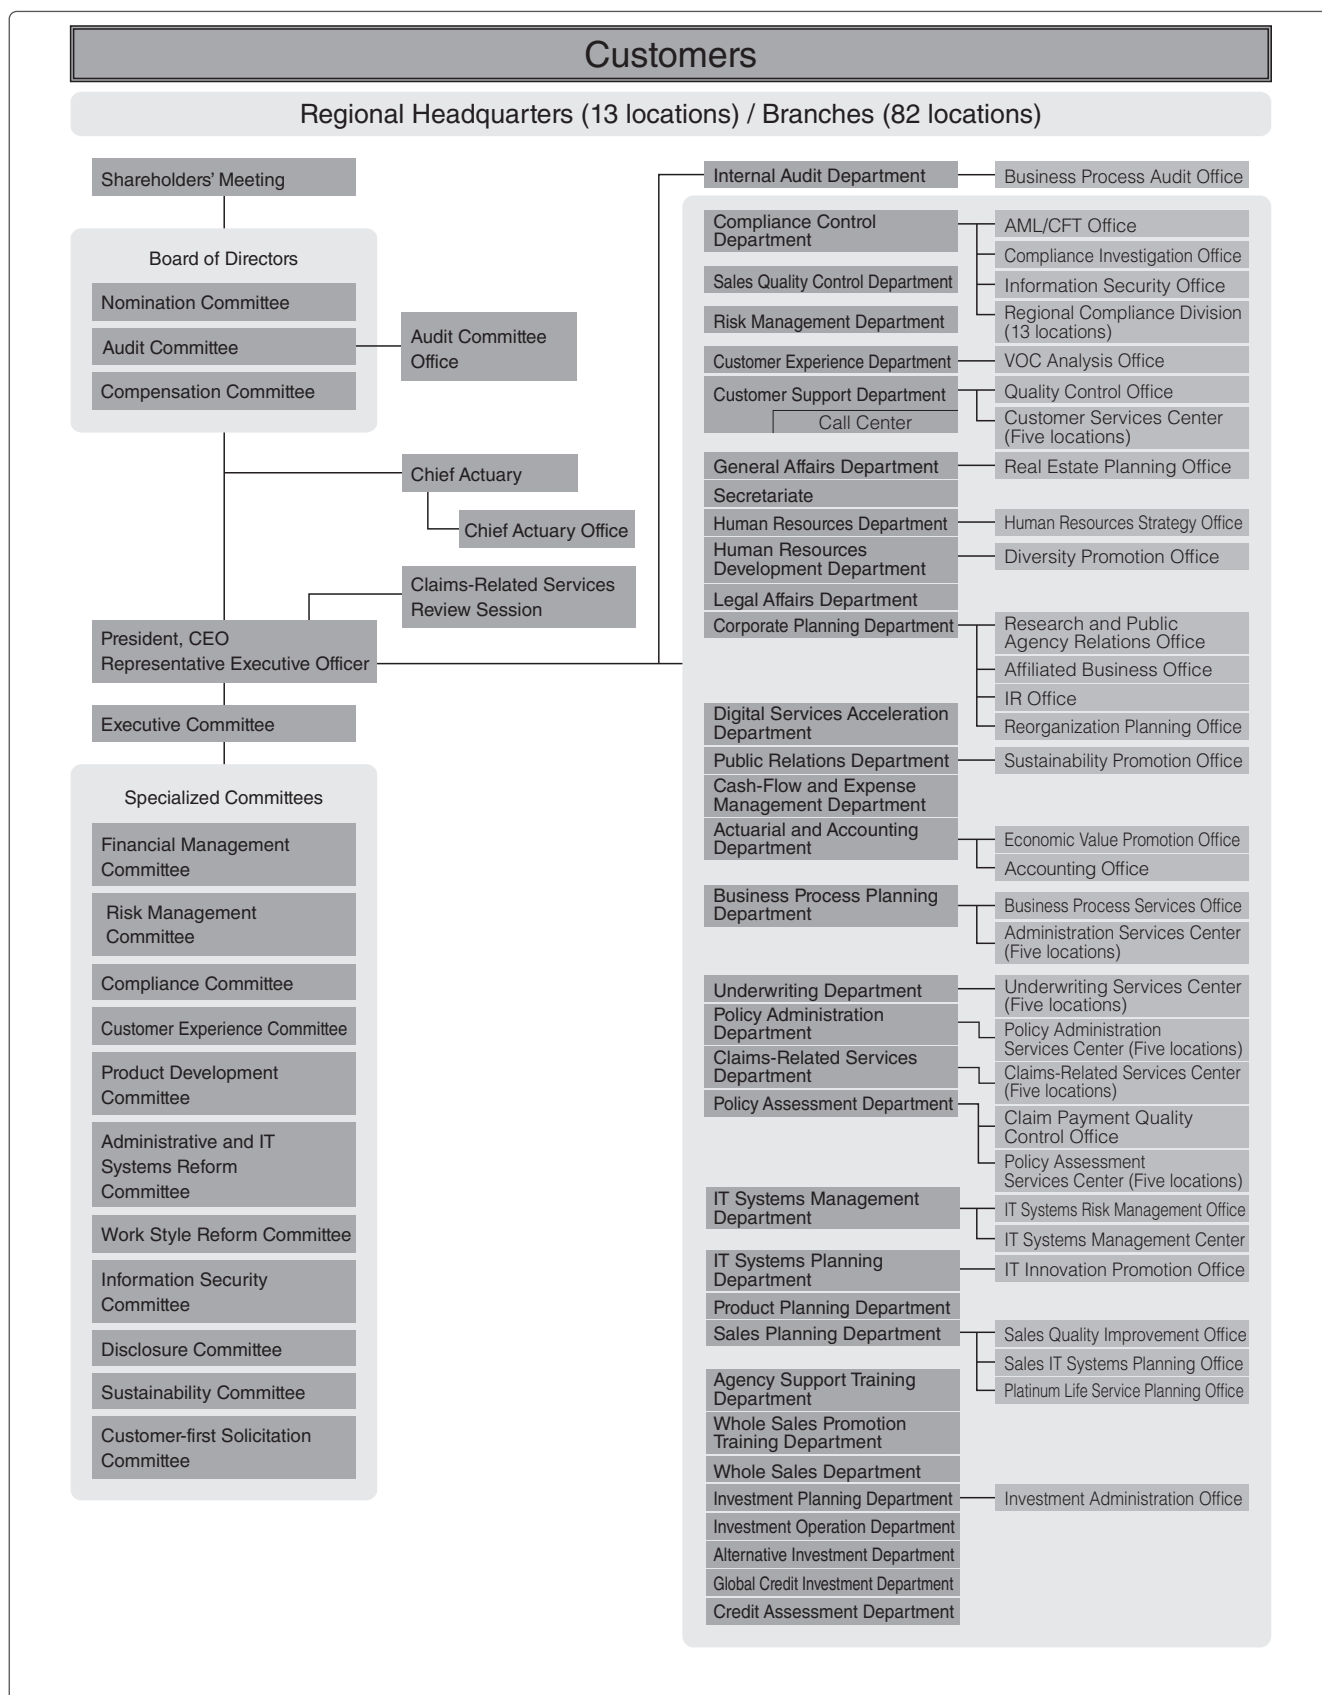 Customers
Regional Headquarters (13 locations) / Branches (82 locations)
Shareholders' Meeting
Board of Directors
Nomination Committee
Audit Committee
Compensation Committee
Audit Committee
Office
Chief Actuary
Chief Actuary Office
Claims-Related Services
Review Session
President, CEO
Representative Executive Officer
Executive Committee
Specialized Committees
Financial Management
Committee
Risk Management
Committee
Compliance Committee
Customer Experience Committee
Product Development
Committee
Administrative and IT
Systems Reform
Committee
Work Style Reform Committee
Information Security
Committee
Disclosure Committee
Sustainability Committee
Customer-first Solicitation
Committee
Internal Audit Department
Business Process Audit Office
Compliance Control
Department
AML/CFT Office
Compliance Investigation Office
Information Security Office
Regional Compliance Division
(13 locations)
Sales Quality Control Department
Risk Management Department
Customer Experience Department
VOC Analysis Office
Customer Support Department
Call Center
Quality Control Office
Customer Services Center
(Five locations)
General Affairs Department
Real Estate Planning Office
Secretariate
Human Resources Department
Human Resources Strategy Office
Human Resources
Development Department
Diversity Promotion Office
Legal Affairs Department
Corporate Planning Department
Research and Public
Agency Relations Office
Affiliated Business Office
IR Office
Reorganization Planning Office
Digital Services Acceleration
Department
Public Relations Department
Sustainability Promotion Office
Cash-Flow and Expense
Management Department
Actuarial and Accounting
Department
Economic Value Promotion Office
Accounting Office
Business Process Planning
Department
Business Process Services Office
Administration Services Center
(Five locations)
Underwriting Department
Underwriting Services Center
(Five locations)
Policy Administration
Department
Policy Administration
Services Center (Five locations)
Claims-Related Services
Department
Claims-Related Services Center
(Five locations)
Policy Assessment Department
Claim Payment Quality
Control Office
Policy Assessment
Services Center (Five locations)
IT Systems Management
Department
IT Systems Risk Management Office
IT Systems Management Center
IT Systems Planning
Department
IT Innovation Promotion Office
Product Planning Department
Sales Planning Department
Sales Quality Improvement Office
Sales IT Systems Planning Office
Platinum Life Service Planning Office
Agency Support Training
Department
Whole Sales Promotion
Training Department
Whole Sales Department
Investment Planning Department
Investment Administration Office
Investment Operation Department
Alternative Investment Department
Global Credit Investment Department
Credit Assessment Department